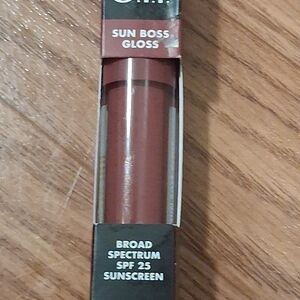 SUN BOSS
GLOSS
BROAD
SPECTRUM
SPF 25
SUNSCREEN